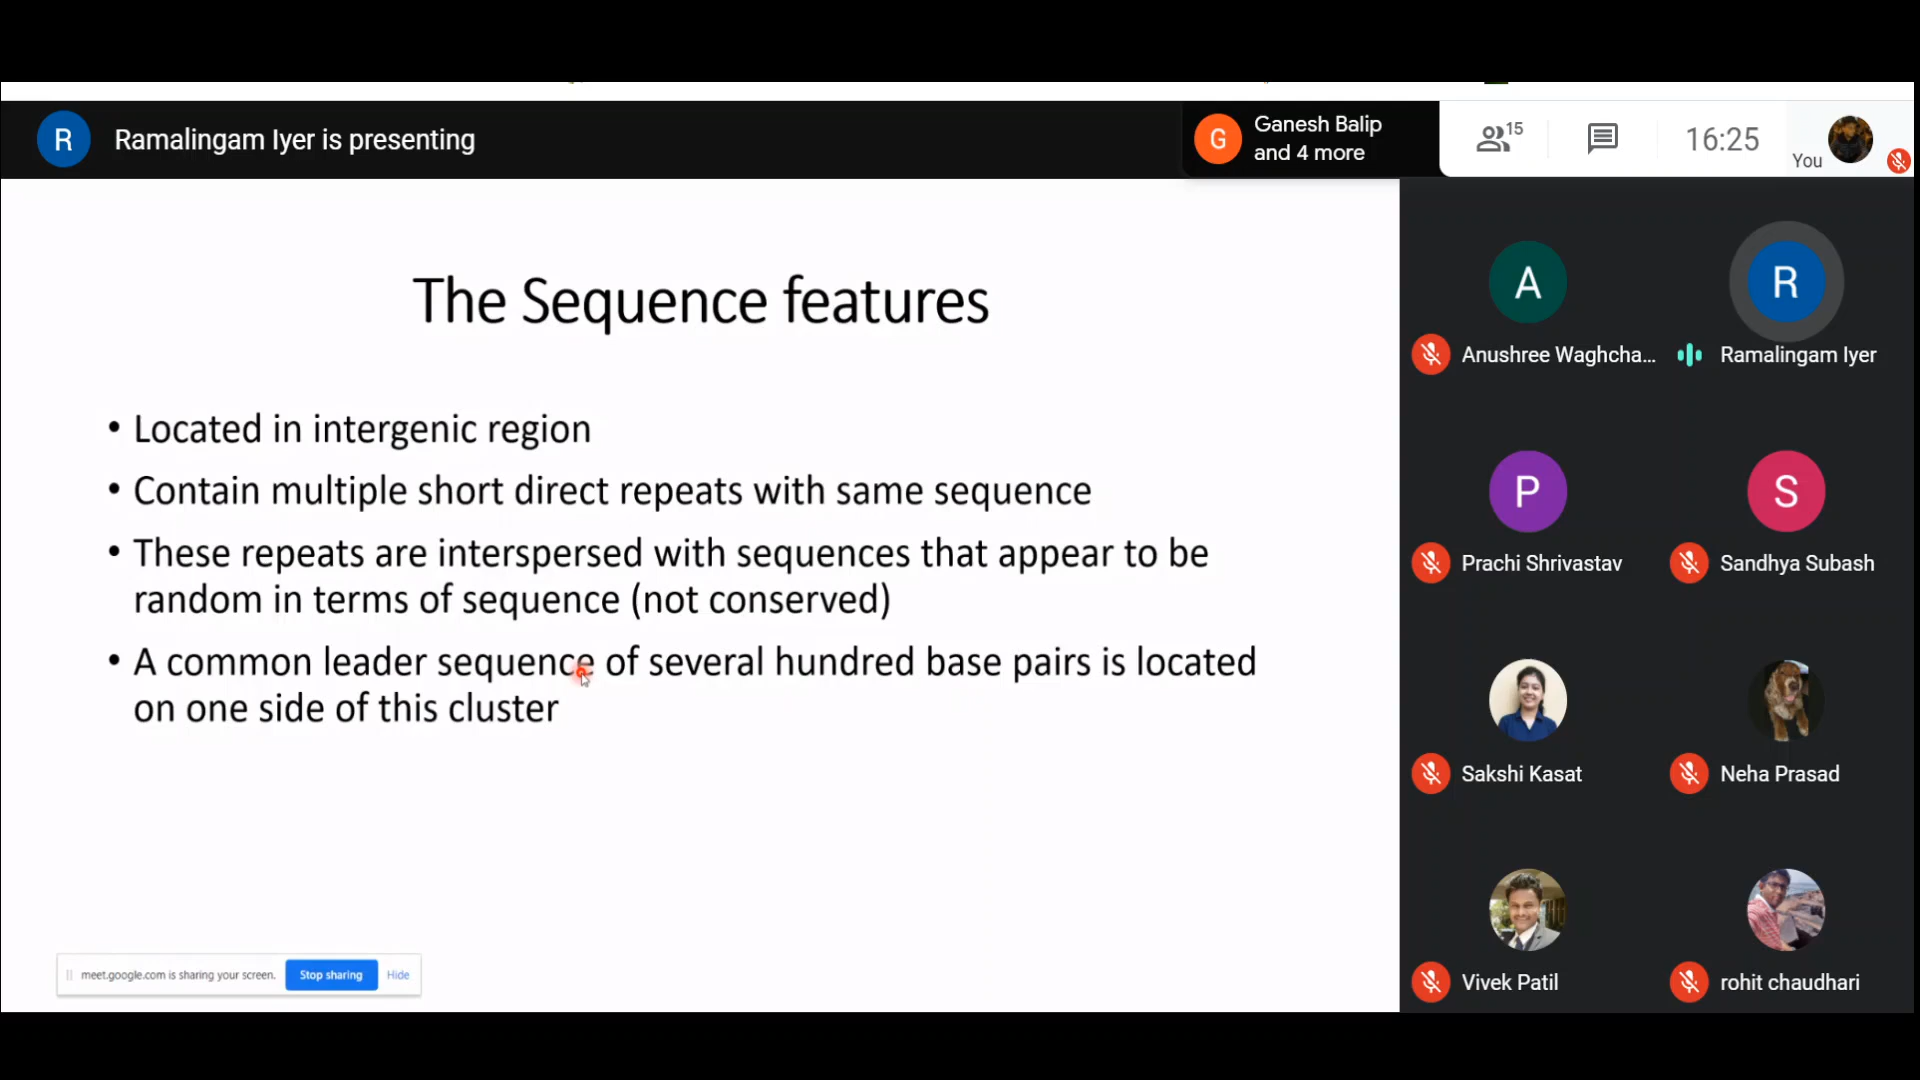 R
Ramalingam Iyer is presenting
G
Ganesh Balip
and 4 more
15
16:25
You
The Sequence features
• Located in intergenic region
• Contain multiple short direct repeats with same sequence
• These repeats are interspersed with sequences that appear to be
random in terms of sequence (not conserved)
• A common leader sequence of several hundred base pairs is located
on one side of this cluster
meet.google.com is sharing your screen.
Stop sharing
Hide
A
R
Anushree Waghcha...
Ramalingam Iyer
P
S
Prachi Shrivastav
Sandhya Subash
Sakshi Kasat
Neha Prasad
Vivek Patil
rohit chaudhari